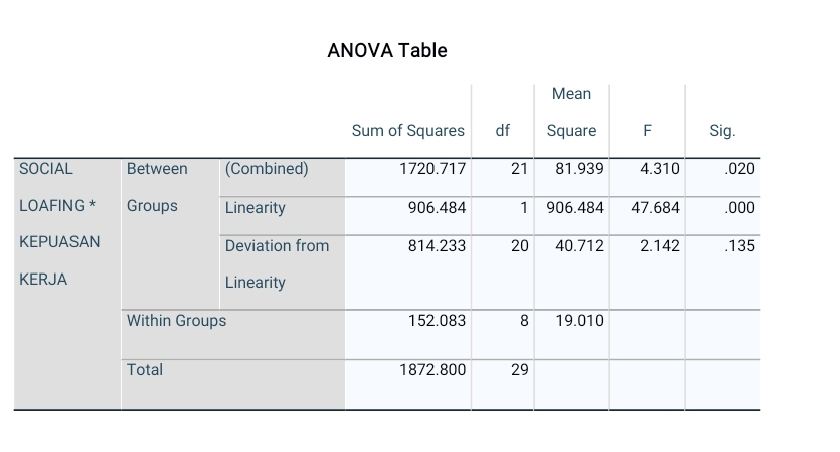 ANOVA Table
Mean
Sum of Squares df Square F Sig.
SOCIAL Between (Combined) 1720.717 21 81.939 4.310 .020
LOAFING * Groups Linearity 906.484 1 906.484 47.684 .000
KEPUASAN Deviation from 814.233 20 40.712 2.142 .135
KERJA Linearity
Within Groups 152.083 8 19.010
Total 1872.800 29